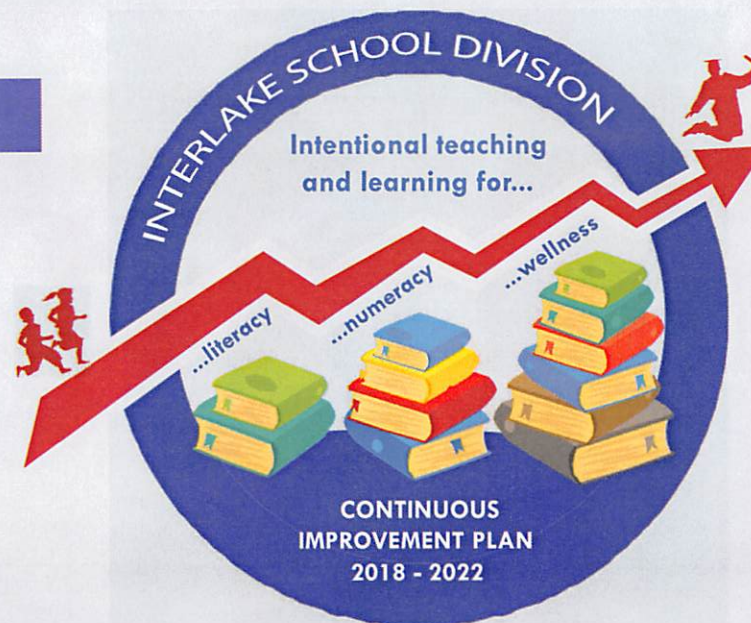 INTERLAKE SCHOOL DIVISION
Intentional teaching
and learning for...
...literacy
...numeracy
...wellness
CONTINUOUS
IMPROVEMENT PLAN
2018 - 2022